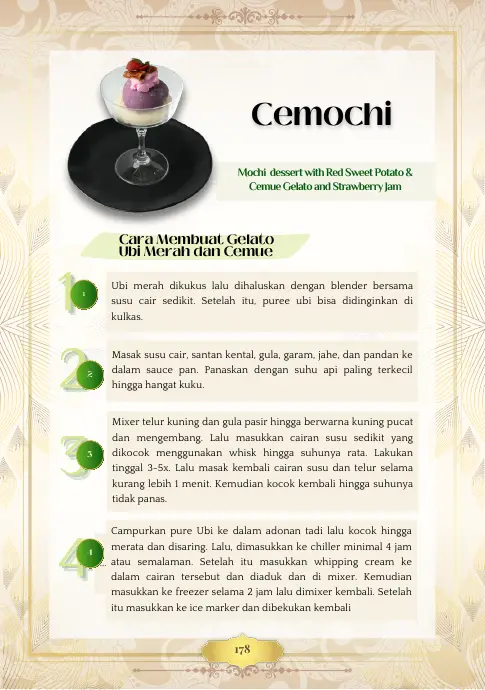 Cemochi
Mochi dessert with Red Sweet Potato &
Cemue Gelato and Strawberry Jam
Cara Membuat Gelato
Ubi Merah dan Cemue
1
1
Ubi merah dikukus lalu dihaluskan dengan blender bersama
susu cair sedikit. Setelah itu, puree ubi bisa didinginkan di
kulkas.
2
2
Masak susu cair, santan kental, gula, garam, jahe, dan pandan ke
dalam sauce pan. Panaskan dengan suhu api paling terkecil
hingga hangat kuku.
3
3
Mixer telur kuning dan gula pasir hingga berwarna kuning pucat
dan mengembang. Lalu masukkan cairan susu sedikit yang
dikocok menggunakan whisk hingga suhunya rata. Lakukan
tinggal 3-5x. Lalu masak kembali cairan susu dan telur selama
kurang lebih 1 menit. Kemudian kocok kembali hingga suhunya
tidak panas.
4
4
Campurkan pure Ubi ke dalam adonan tadi lalu kocok hingga
merata dan disaring. Lalu, dimasukkan ke chiller minimal 4 jam
atau semalaman. Setelah itu masukkan whipping cream ke
dalam cairan tersebut dan diaduk dan di mixer. Kemudian
masukkan ke freezer selama 2 jam lalu dimixer kembali. Setelah
itu masukkan ke ice marker dan dibekukan kembali
178